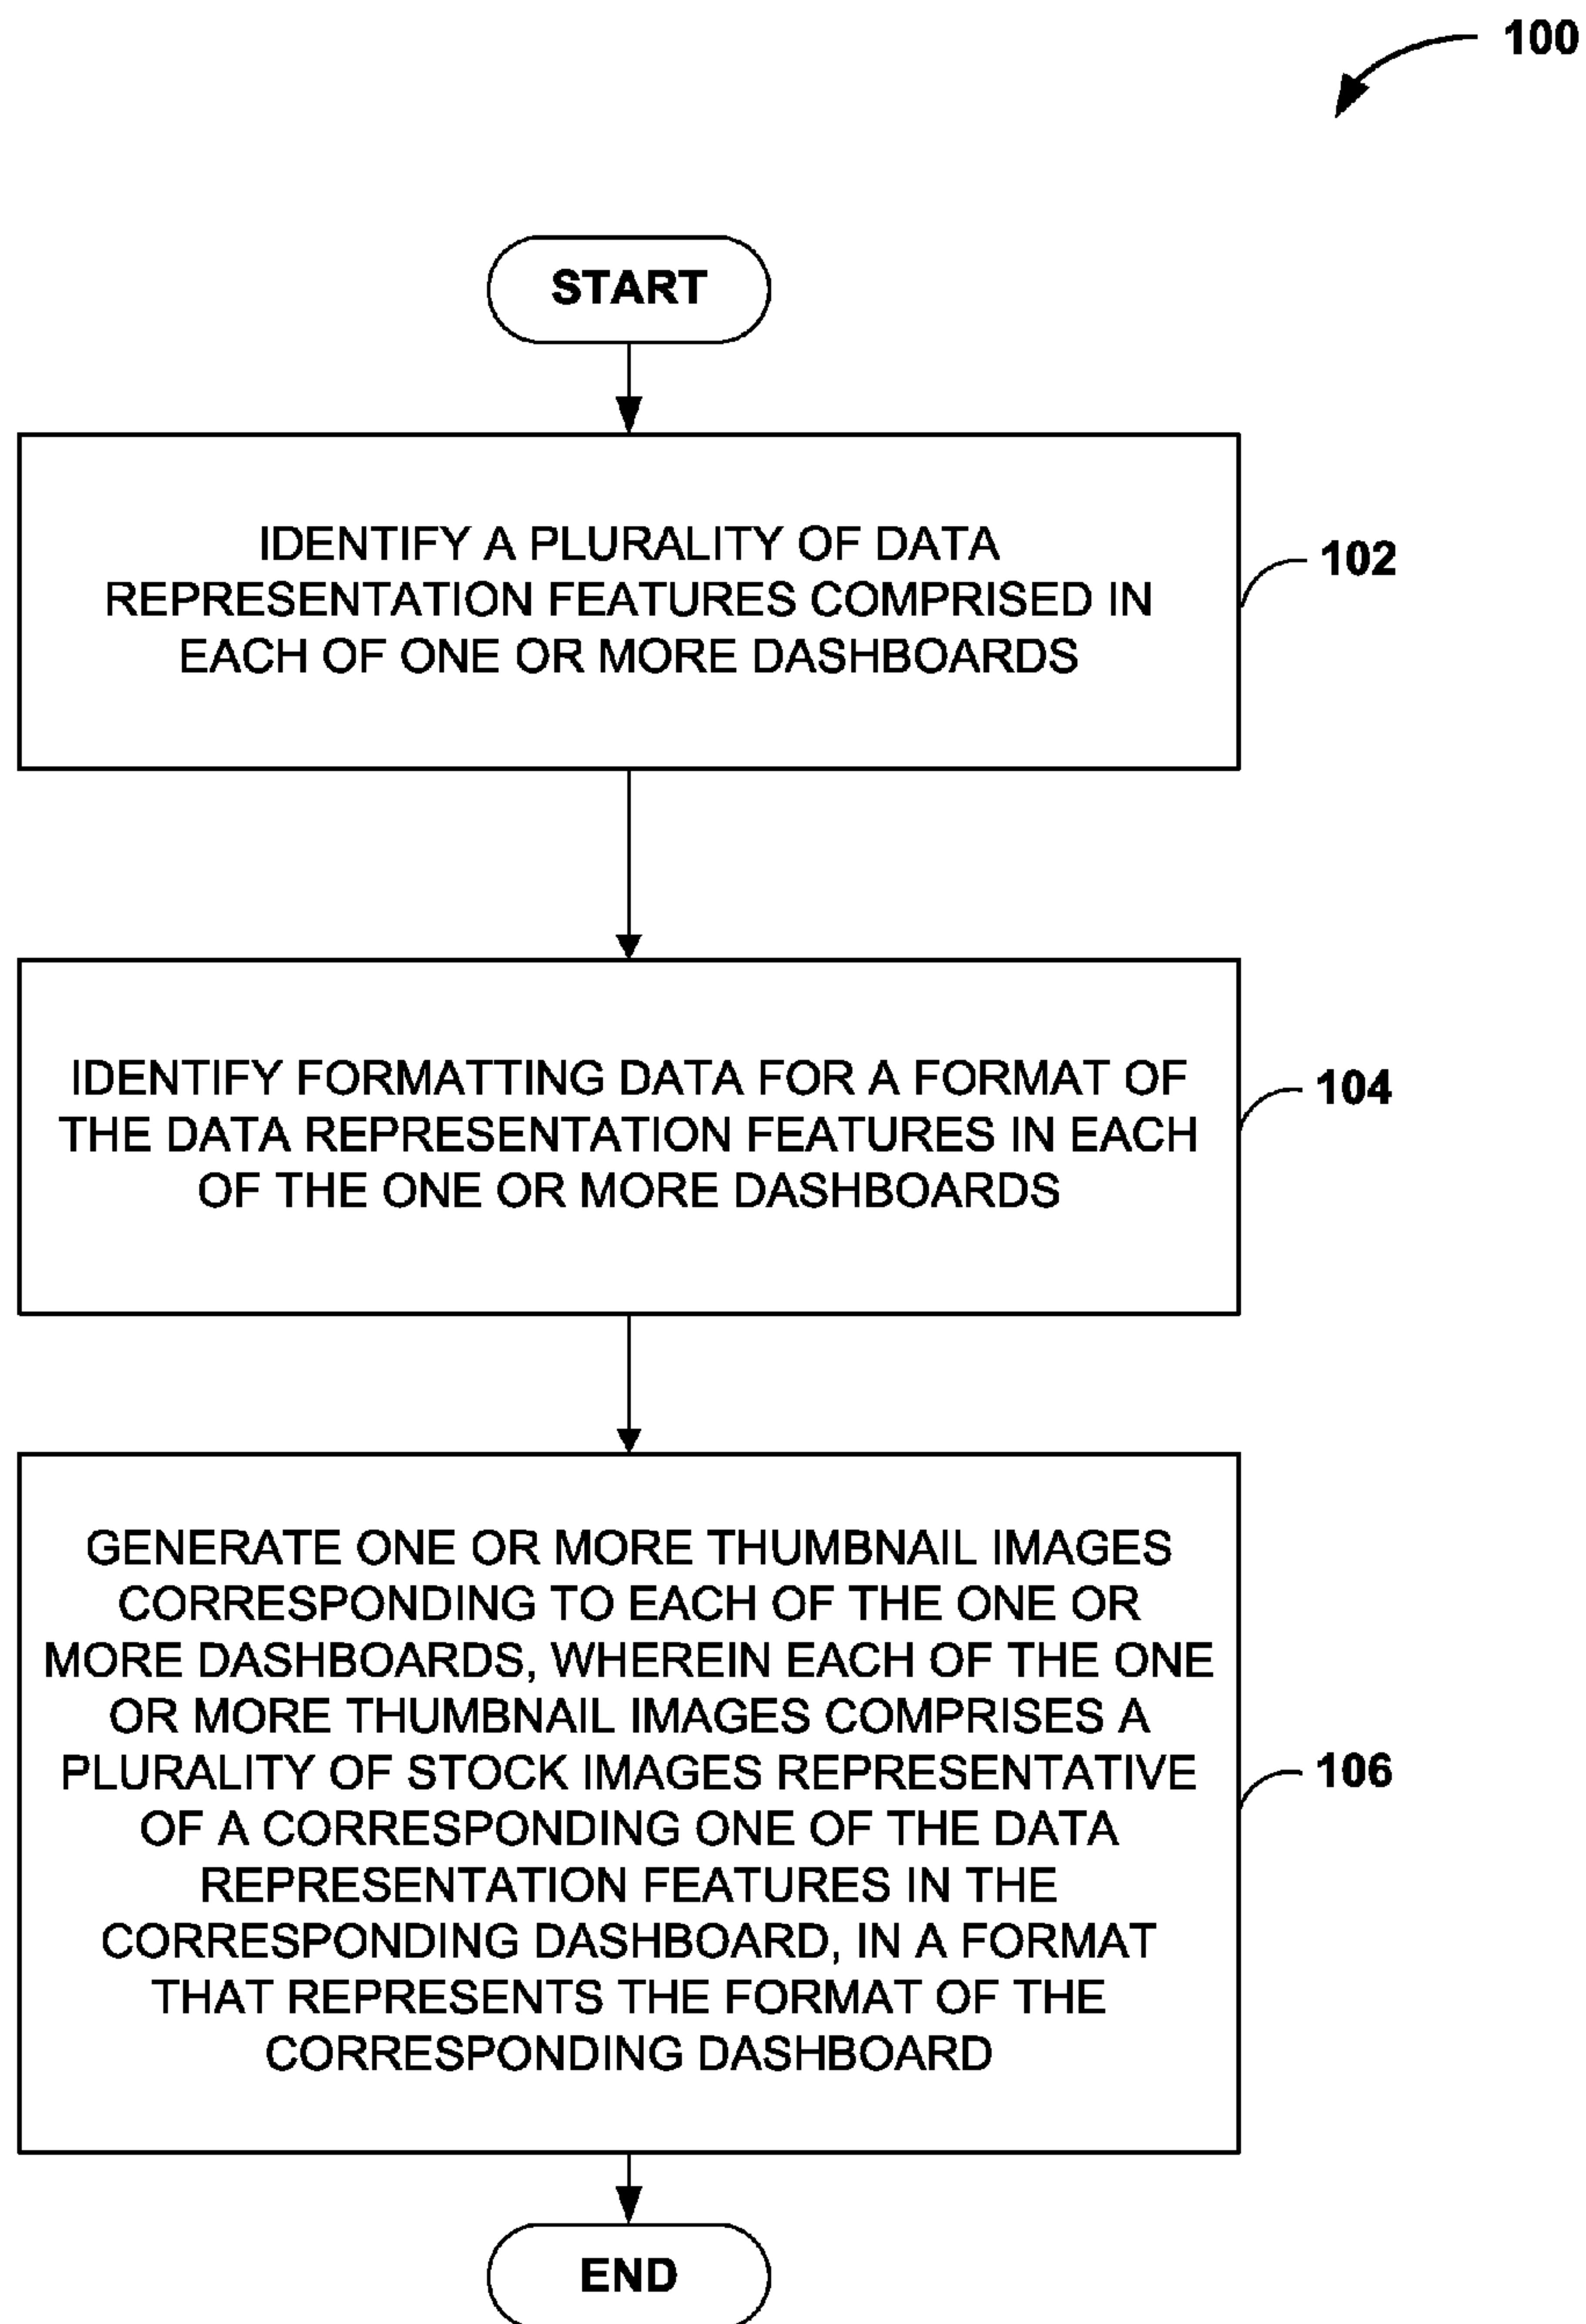 100
START
IDENTIFY A PLURALITY OF DATA
REPRESENTATION FEATURES COMPRISED IN
EACH OF ONE OR MORE DASHBOARDS
102
IDENTIFY FORMATTING DATA FOR A FORMAT OF
THE DATA REPRESENTATION FEATURES IN EACH
OF THE ONE OR MORE DASHBOARDS
104
GENERATE ONE OR MORE THUMBNAIL IMAGES
CORRESPONDING TO EACH OF THE ONE OR
MORE DASHBOARDS, WHEREIN EACH OF THE ONE
OR MORE THUMBNAIL IMAGES COMPRISES A
PLURALITY OF STOCK IMAGES REPRESENTATIVE
OF A CORRESPONDING ONE OF THE DATA
REPRESENTATION FEATURES IN THE
CORRESPONDING DASHBOARD, IN A FORMAT
THAT REPRESENTS THE FORMAT OF THE
CORRESPONDING DASHBOARD
106
END